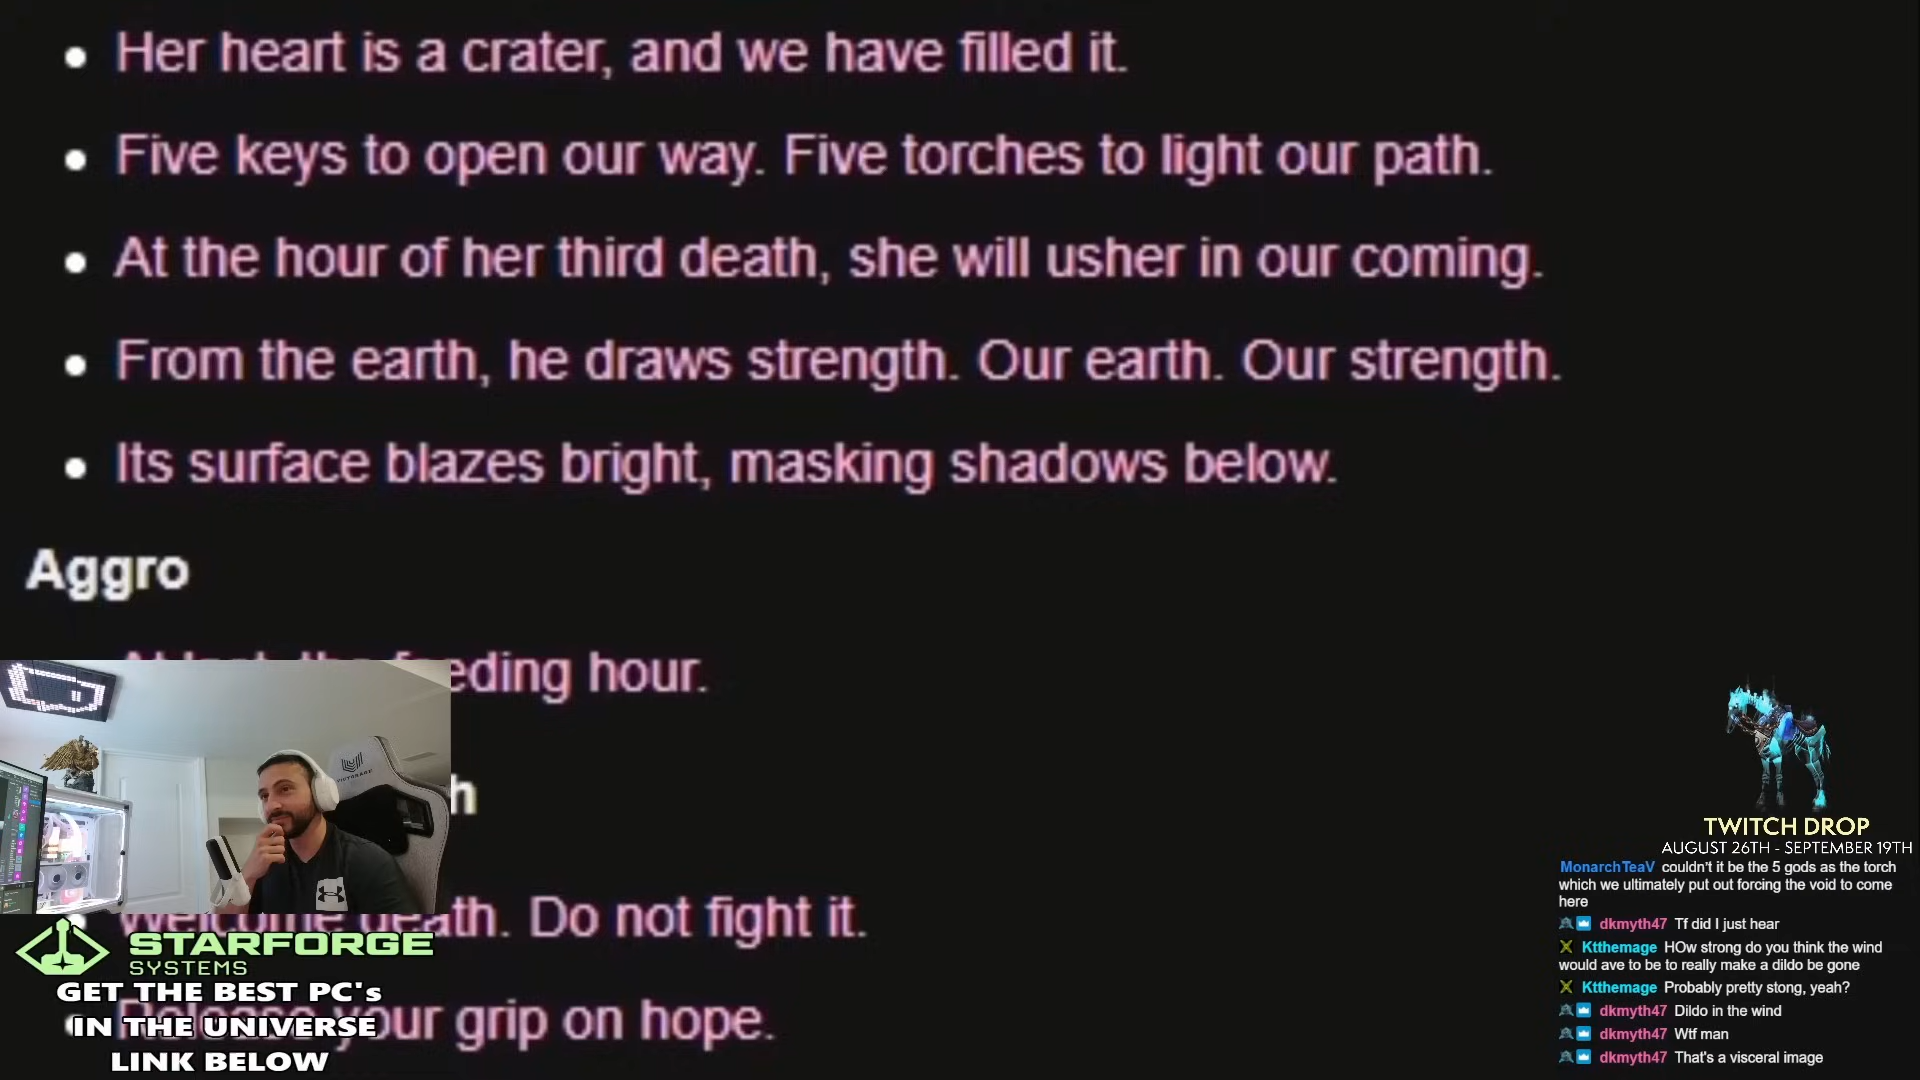 Her heart is a crater, and we have filled it.
Five keys to open our way. Five torches to light our path.
At the hour of her third death, she will usher in our coming.
From the earth, he draws strength. Our earth. Our strength.
Its surface blazes bright, masking shadows below.
Aggro
hour.
Do not fight it.
your grip on hope.
STARFORGE
SYSTEMS
GET THE BEST PC's
IN THE UNIVERSE
LINK BELOW
TWITCH DROP
AUGUST 26TH - SEPTEMBER 19TH
MonarchTeaV couldn't it be the 5 gods as the torch
which we ultimately put out forcing the void to come
here
dkmyth47 Tf did I just hear
Ktthemage HOw strong do you think the wind
would ave to be to really make a dildo be gone
Ktthemage Probably pretty stong, yeah?
dkmyth47 Dildo in the wind
dkmyth47 Wtf man
dkmyth47 That's a visceral image